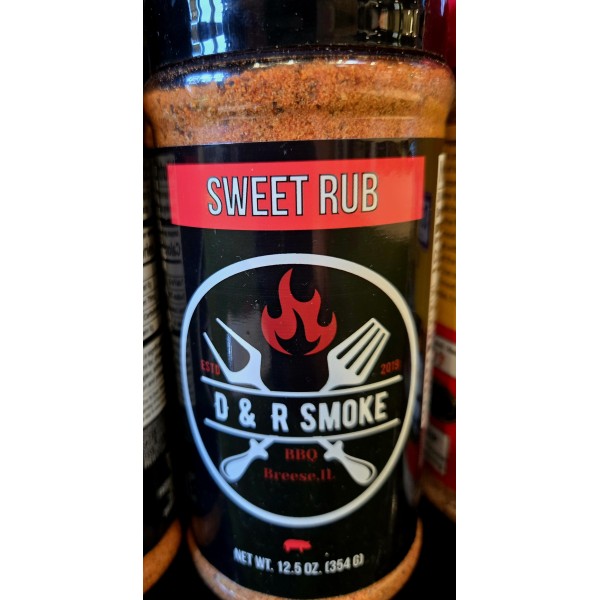 SWEET RUB
ESTD 2019
D & R SMOKE
BBQ
Breese,IL
NET WT. 12.5 OZ. (354 G)